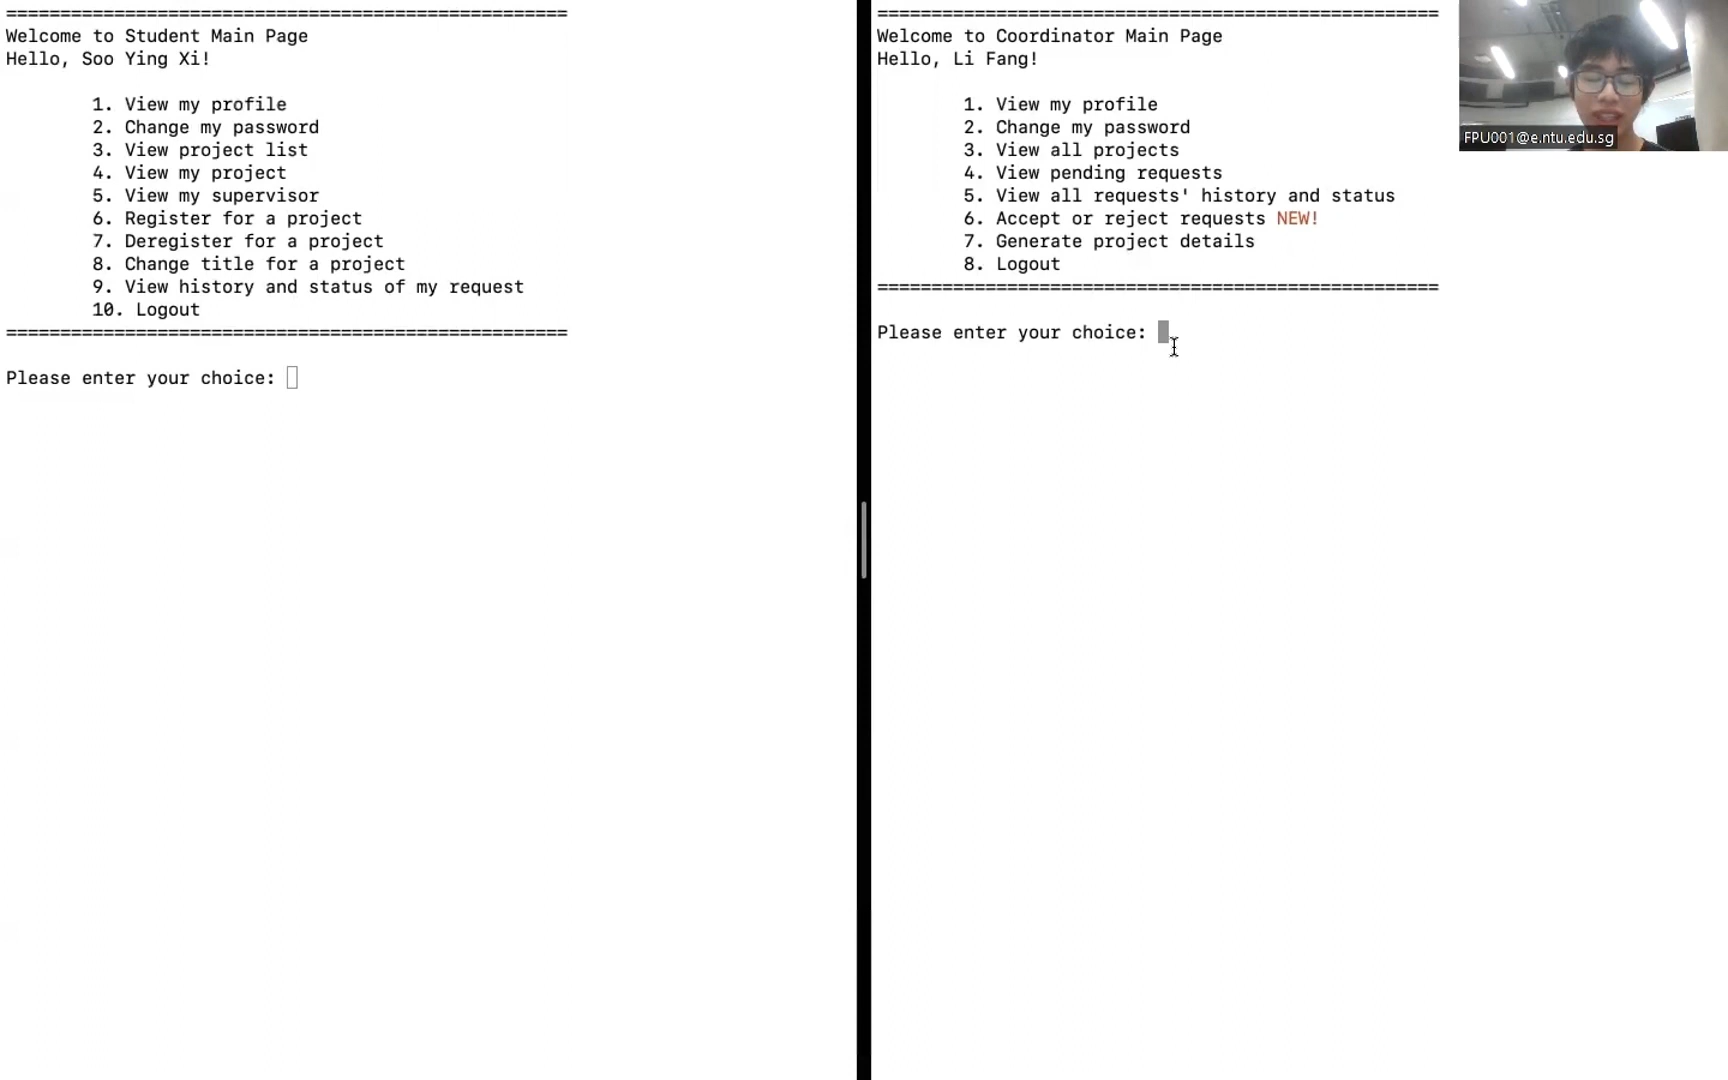 ====================================================
Welcome to Student Main Page
Hello, Soo Ying Xi!
1. View my profile
2. Change my password
3. View project list
4. View my project
5. View my supervisor
6. Register for a project
7. Deregister for a project
8. Change title for a project
9. View history and status of my request
10. Logout
====================================================
Please enter your choice:
====================================================
Welcome to Coordinator Main Page
Hello, Li Fang!
1. View my profile
2. Change my password
3. View all projects
4. View pending requests
5. View all requests' history and status
6. Accept or reject requests NEW!
7. Generate project details
8. Logout
====================================================
Please enter your choice:
FPU001@e.ntu.edu.sg